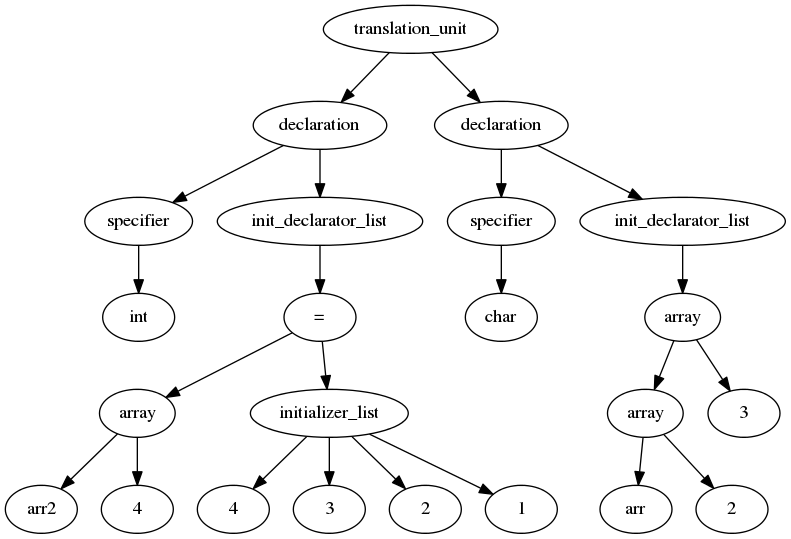 translation_unit
declaration declaration
specifier init_declarator_list specifier init_declarator_list
int = char array
array initializer_list array 3
arr2 4 4 3 2 1 arr 2